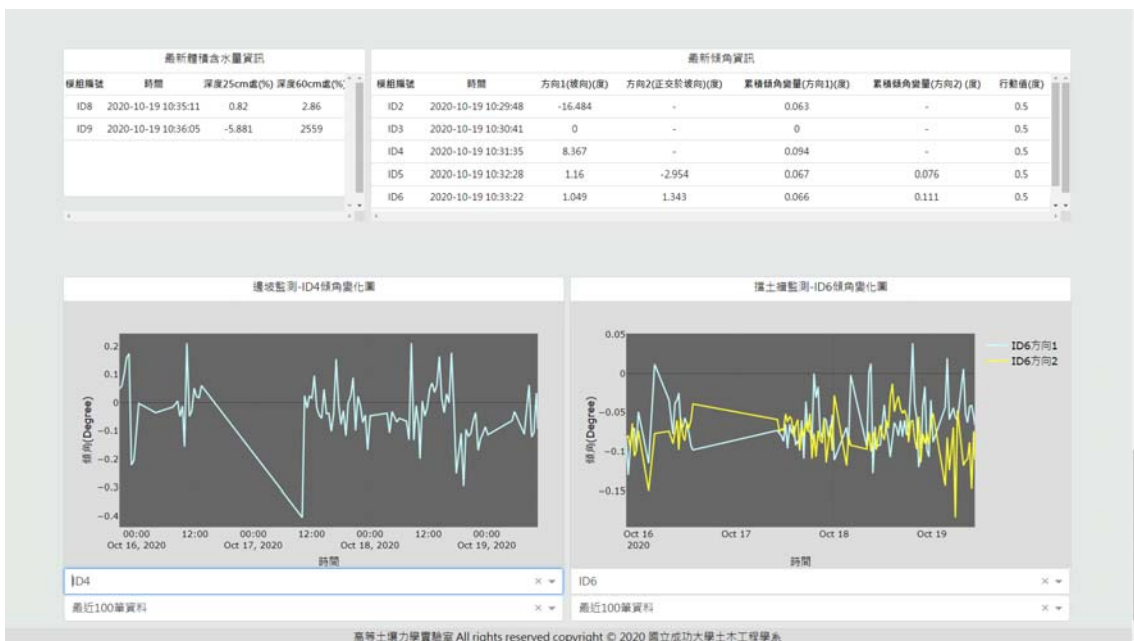 最新體積含水量資訊
模組編號 時間 深度25cm處(%) 深度60cm處(%)
ID8 2020-10-19 10:35:11 0.82 2.86
ID9 2020-10-19 10:36:05 -5.881 2559
最新傾角資訊
模組編號 時間 方向1(坡向)(度) 方向2(正交於坡向)(度) 累積傾角變量(方向1)(度) 累積傾角變量(方向2) (度) 行動值(度)
ID2 2020-10-19 10:29:48 -16.484 - 0.063 - 0.5
ID3 2020-10-19 10:30:41 0 - 0 - 0.5
ID4 2020-10-19 10:31:35 8.367 - 0.094 - 0.5
ID5 2020-10-19 10:32:28 1.16 -2.954 0.067 0.076 0.5
ID6 2020-10-19 10:33:22 1.049 1.343 0.066 0.111 0.5
邊坡監測-ID4傾角變化圖
傾向(Degree)
0.2
0.1
0
−0.1
−0.2
−0.3
−0.4
00:00 12:00 00:00 12:00 00:00 12:00 00:00
Oct 16, 2020 Oct 17, 2020 Oct 18, 2020 Oct 19, 2020
時間
ID4
最近100筆資料
擋土牆監測-ID6傾角變化圖
傾向(Degree)
0.05
0
−0.05
−0.1
−0.15
Oct 16 Oct 17 Oct 18 Oct 19
2020
時間
ID6方向1
ID6方向2
ID6
最近100筆資料
高等土壤力學實驗室 All rights reserved copyright © 2020 國立成功大學土木工程學系